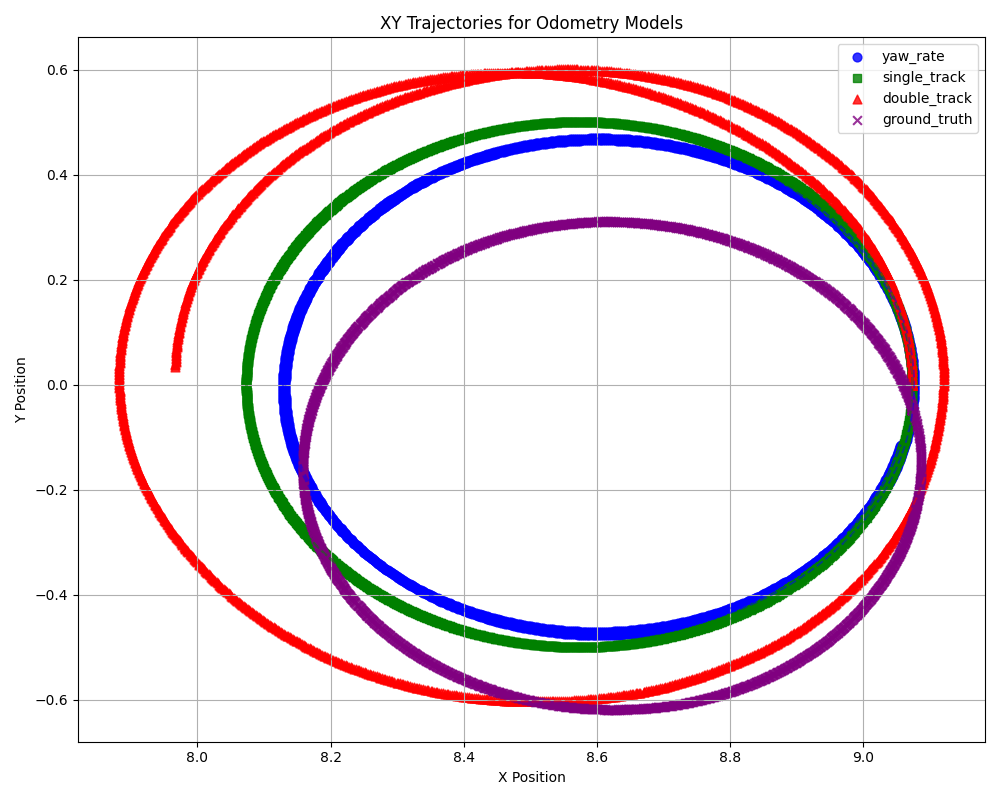 XY Trajectories for Odometry Models
yaw_rate
single_track
double_track
ground_truth
Y Position
0.6
0.4
0.2
0.0
−0.2
−0.4
−0.6
8.0
8.2
8.4
8.6
8.8
9.0
X Position